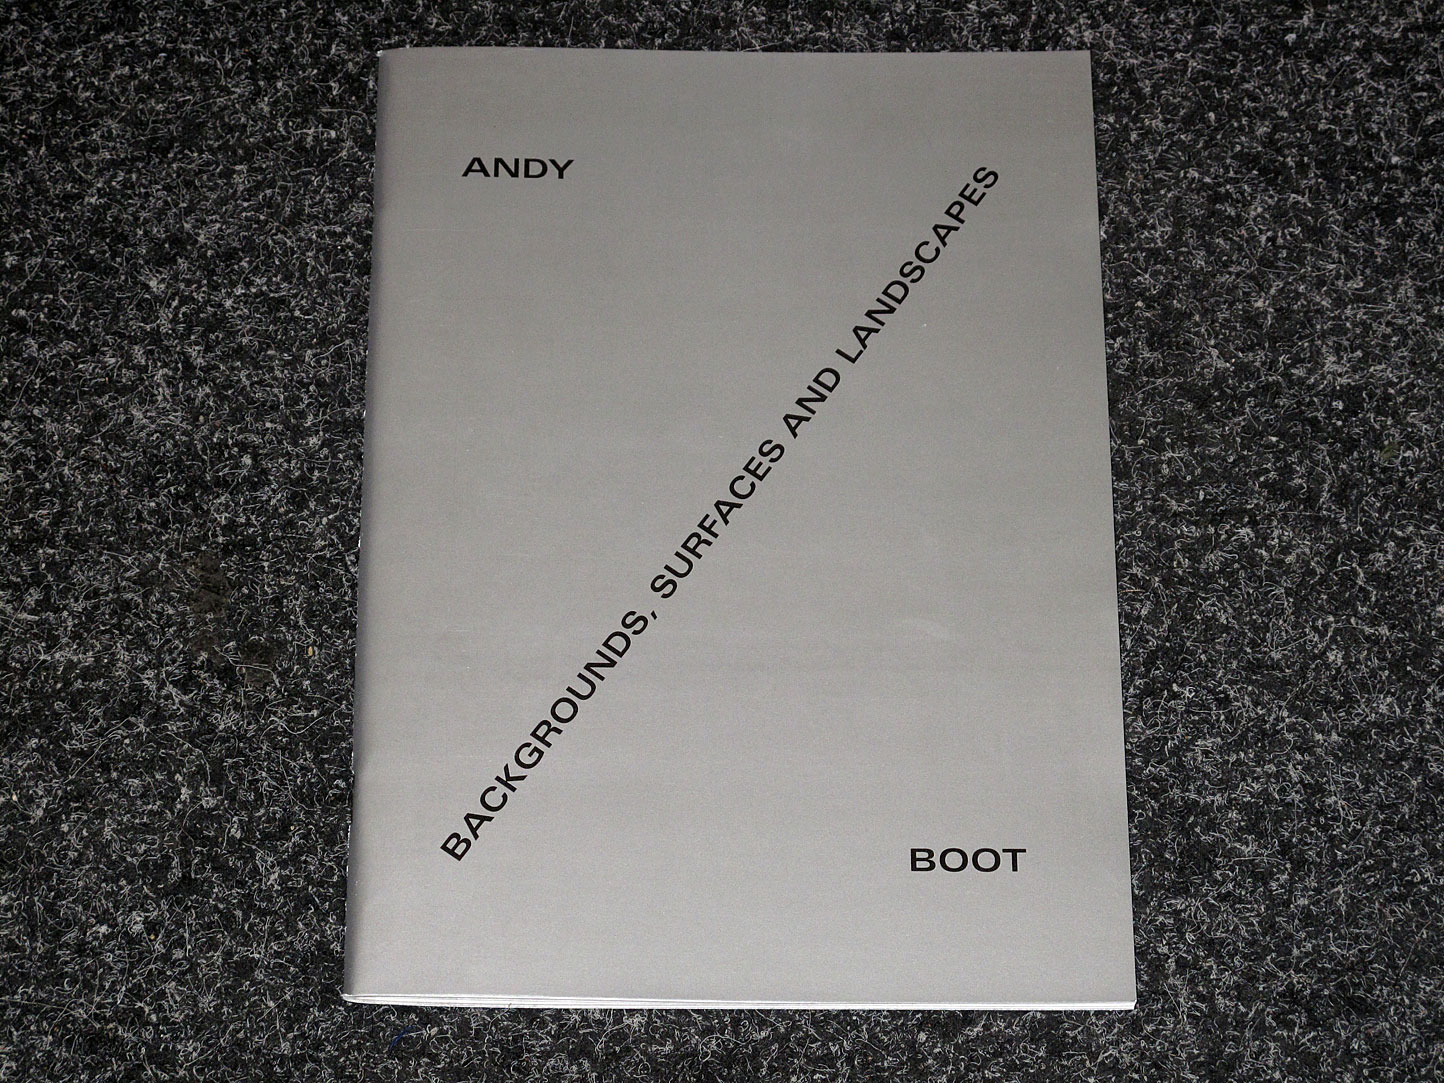 ANDY
BACKGROUNDS, SURFACES AND LANDSCAPES
BOOT